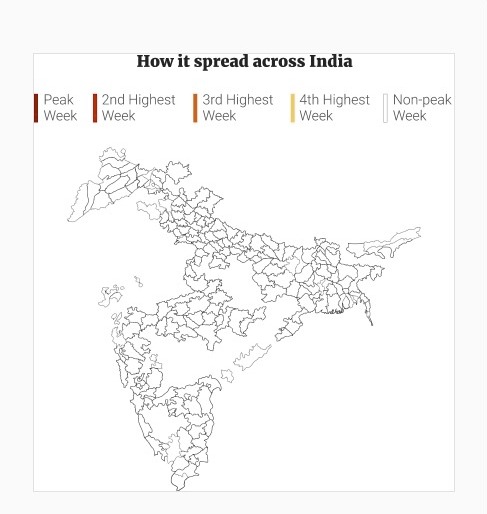 How it spread across India
Peak Week
2nd Highest Week
3rd Highest Week
4th Highest Week
Non-peak Week